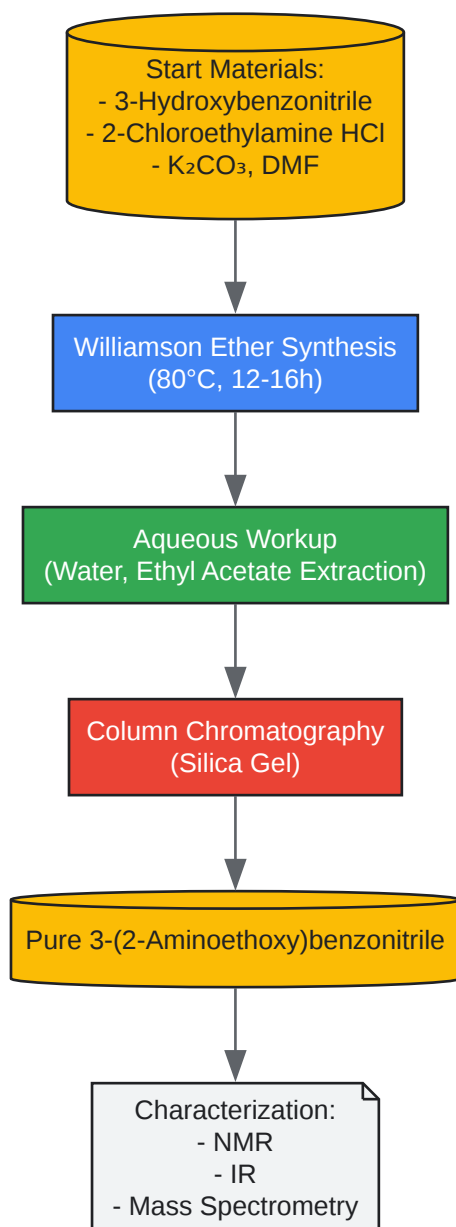 Start Materials:
- 3-Hydroxybenzonitrile
- 2-Chloroethylamine HCl
- K₂CO₃, DMF
Williamson Ether Synthesis
(80°C, 12-16h)
Aqueous Workup
(Water, Ethyl Acetate Extraction)
Column Chromatography
(Silica Gel)
Pure 3-(2-Aminoethoxy)benzonitrile
Characterization:
- NMR
- IR
- Mass Spectrometry